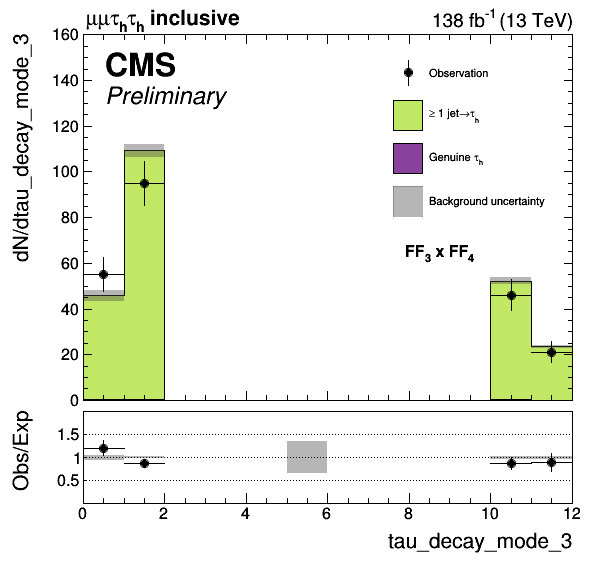 μμτhτh inclusive
138 fb-1 (13 TeV)
dN/dtau_decay_mode_3
160
140
120
100
80
60
40
20
0
CMS
Preliminary
Observation
≥ 1 jet→τh
Genuine τh
Background uncertainty
FF3 x FF4
Obs/Exp
1.5
1
0.5
0 2 4 6 8 10 12
tau_decay_mode_3